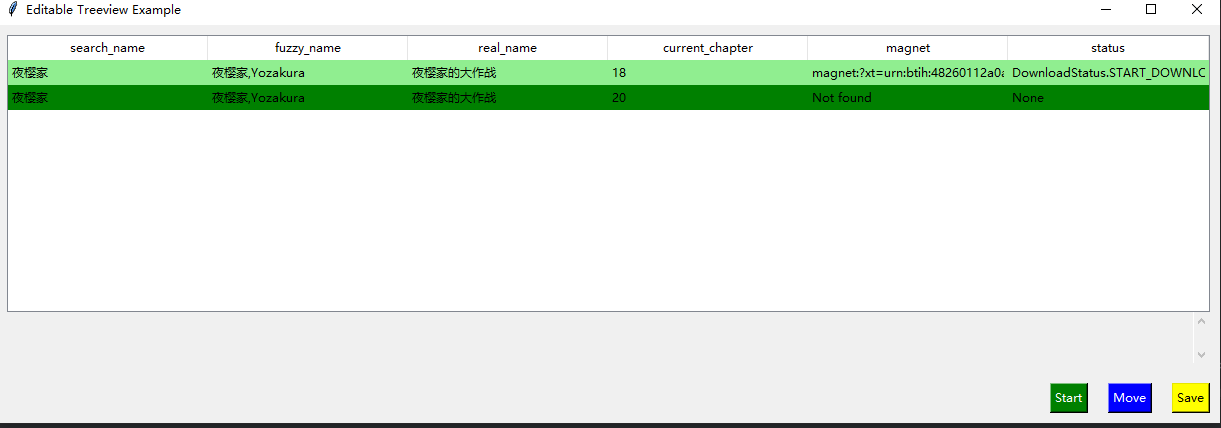 Editable Treeview Example
search_name fuzzy_name real_name current_chapter magnet status
夜樱家 夜樱家,Yozakura 夜樱家的大作战 18 magnet:?xt=urn:btih:48260112a0a DownloadStatus.START_DOWNLC
夜樱家 夜樱家,Yozakura 夜樱家的大作战 20 Not found None
Start Move Save